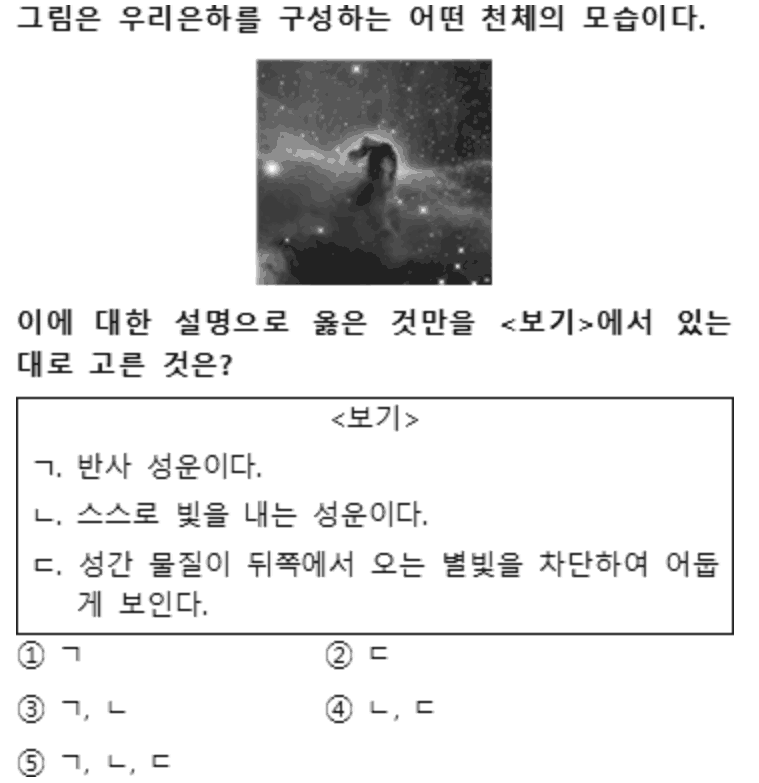 그림은 우리은하를 구성하는 어떤 천체의 모습이다.
이에 대한 설명으로 옳은 것만을 <보기>에서 있는
대로 고른 것은?
<보기>
ㄱ. 반사 성운이다.
ㄴ. 스스로 빛을 내는 성운이다.
ㄷ. 성간 물질이 뒤쪽에서 오는 별빛을 차단하여 어둡
게 보인다.
① ㄱ ② ㄷ
③ ㄱ, ㄴ ④ ㄴ, ㄷ
⑤ ㄱ, ㄴ, ㄷ